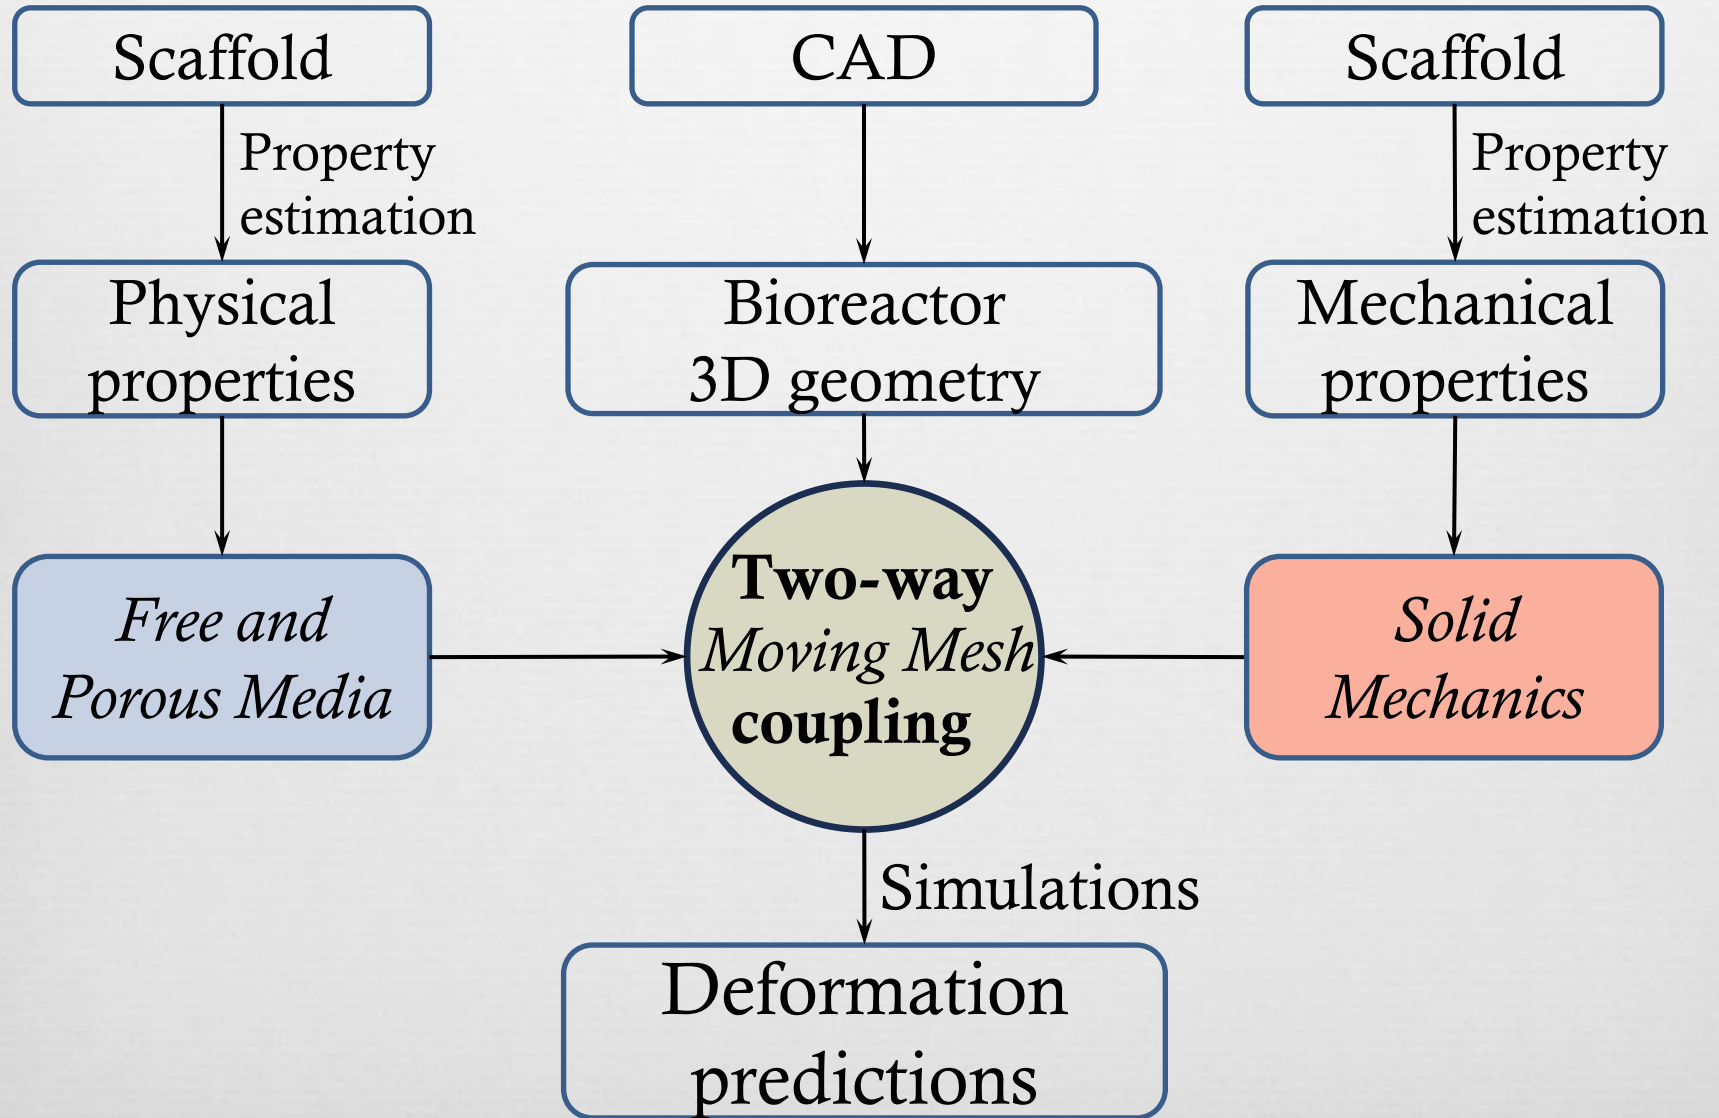 Scaffold
CAD
Scaffold
Property
estimation
Property
estimation
Physical
properties
Bioreactor
3D geometry
Mechanical
properties
Free and
Porous Media
Two-way
Moving Mesh
coupling
Solid
Mechanics
Simulations
Deformation
predictions